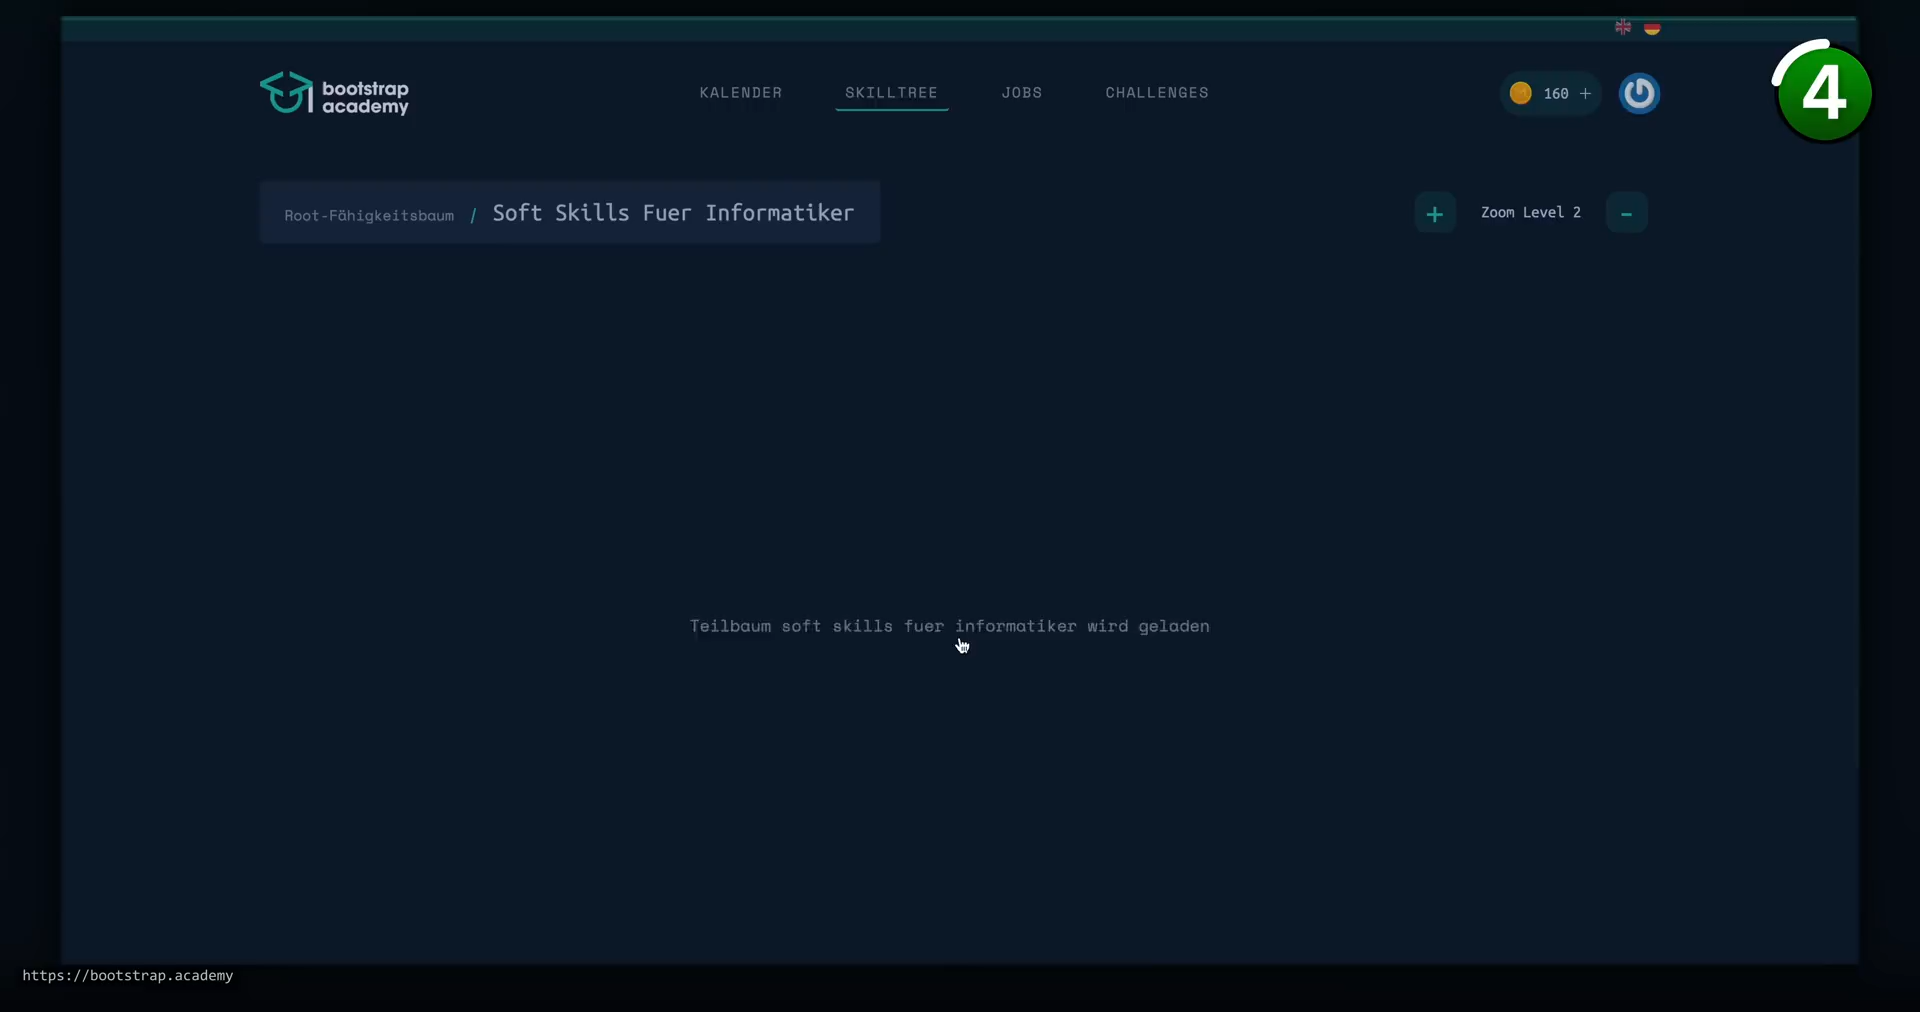 4
bootstrap
academy
KALENDER
SKILLTREE
JOBS
CHALLENGES
160 +
Root-Fähigkeitsbaum / Soft Skills Fuer Informatiker
+ Zoom Level 2 -
Teilbaum soft skills fuer informatiker wird geladen
https://bootstrap.academy